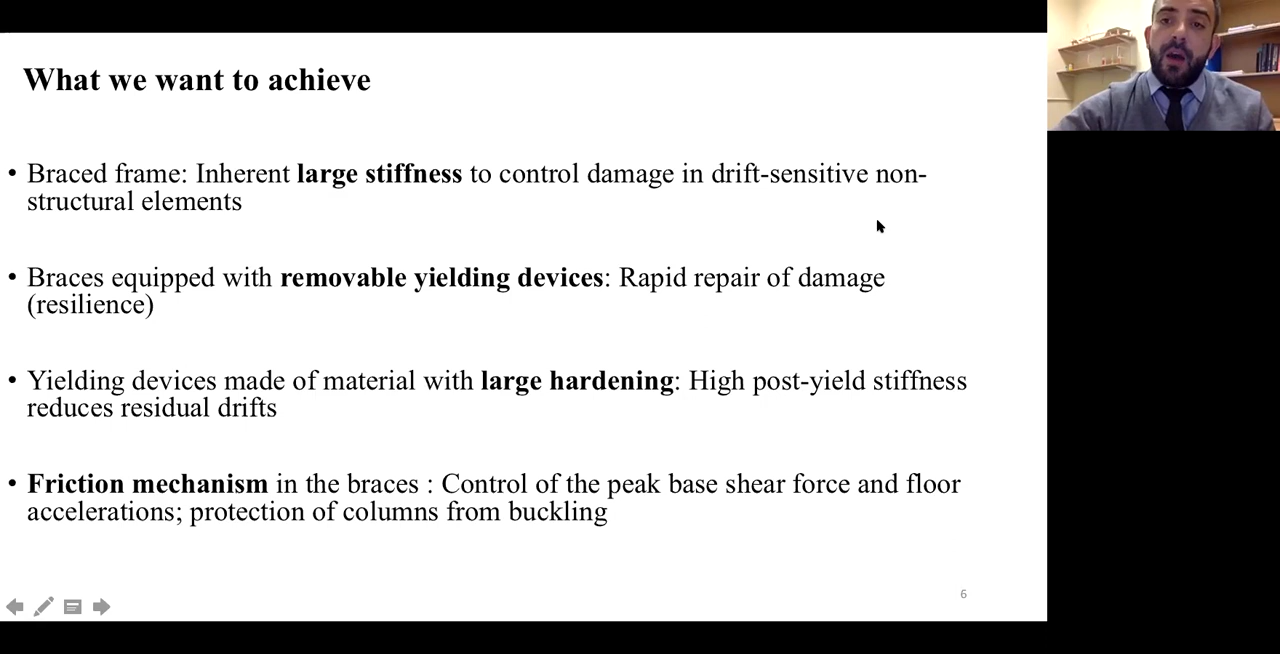 What we want to achieve
• Braced frame: Inherent large stiffness to control damage in drift-sensitive non-
structural elements
• Braces equipped with removable yielding devices: Rapid repair of damage
(resilience)
• Yielding devices made of material with large hardening: High post-yield stiffness
reduces residual drifts
• Friction mechanism in the braces : Control of the peak base shear force and floor
accelerations; protection of columns from buckling
6